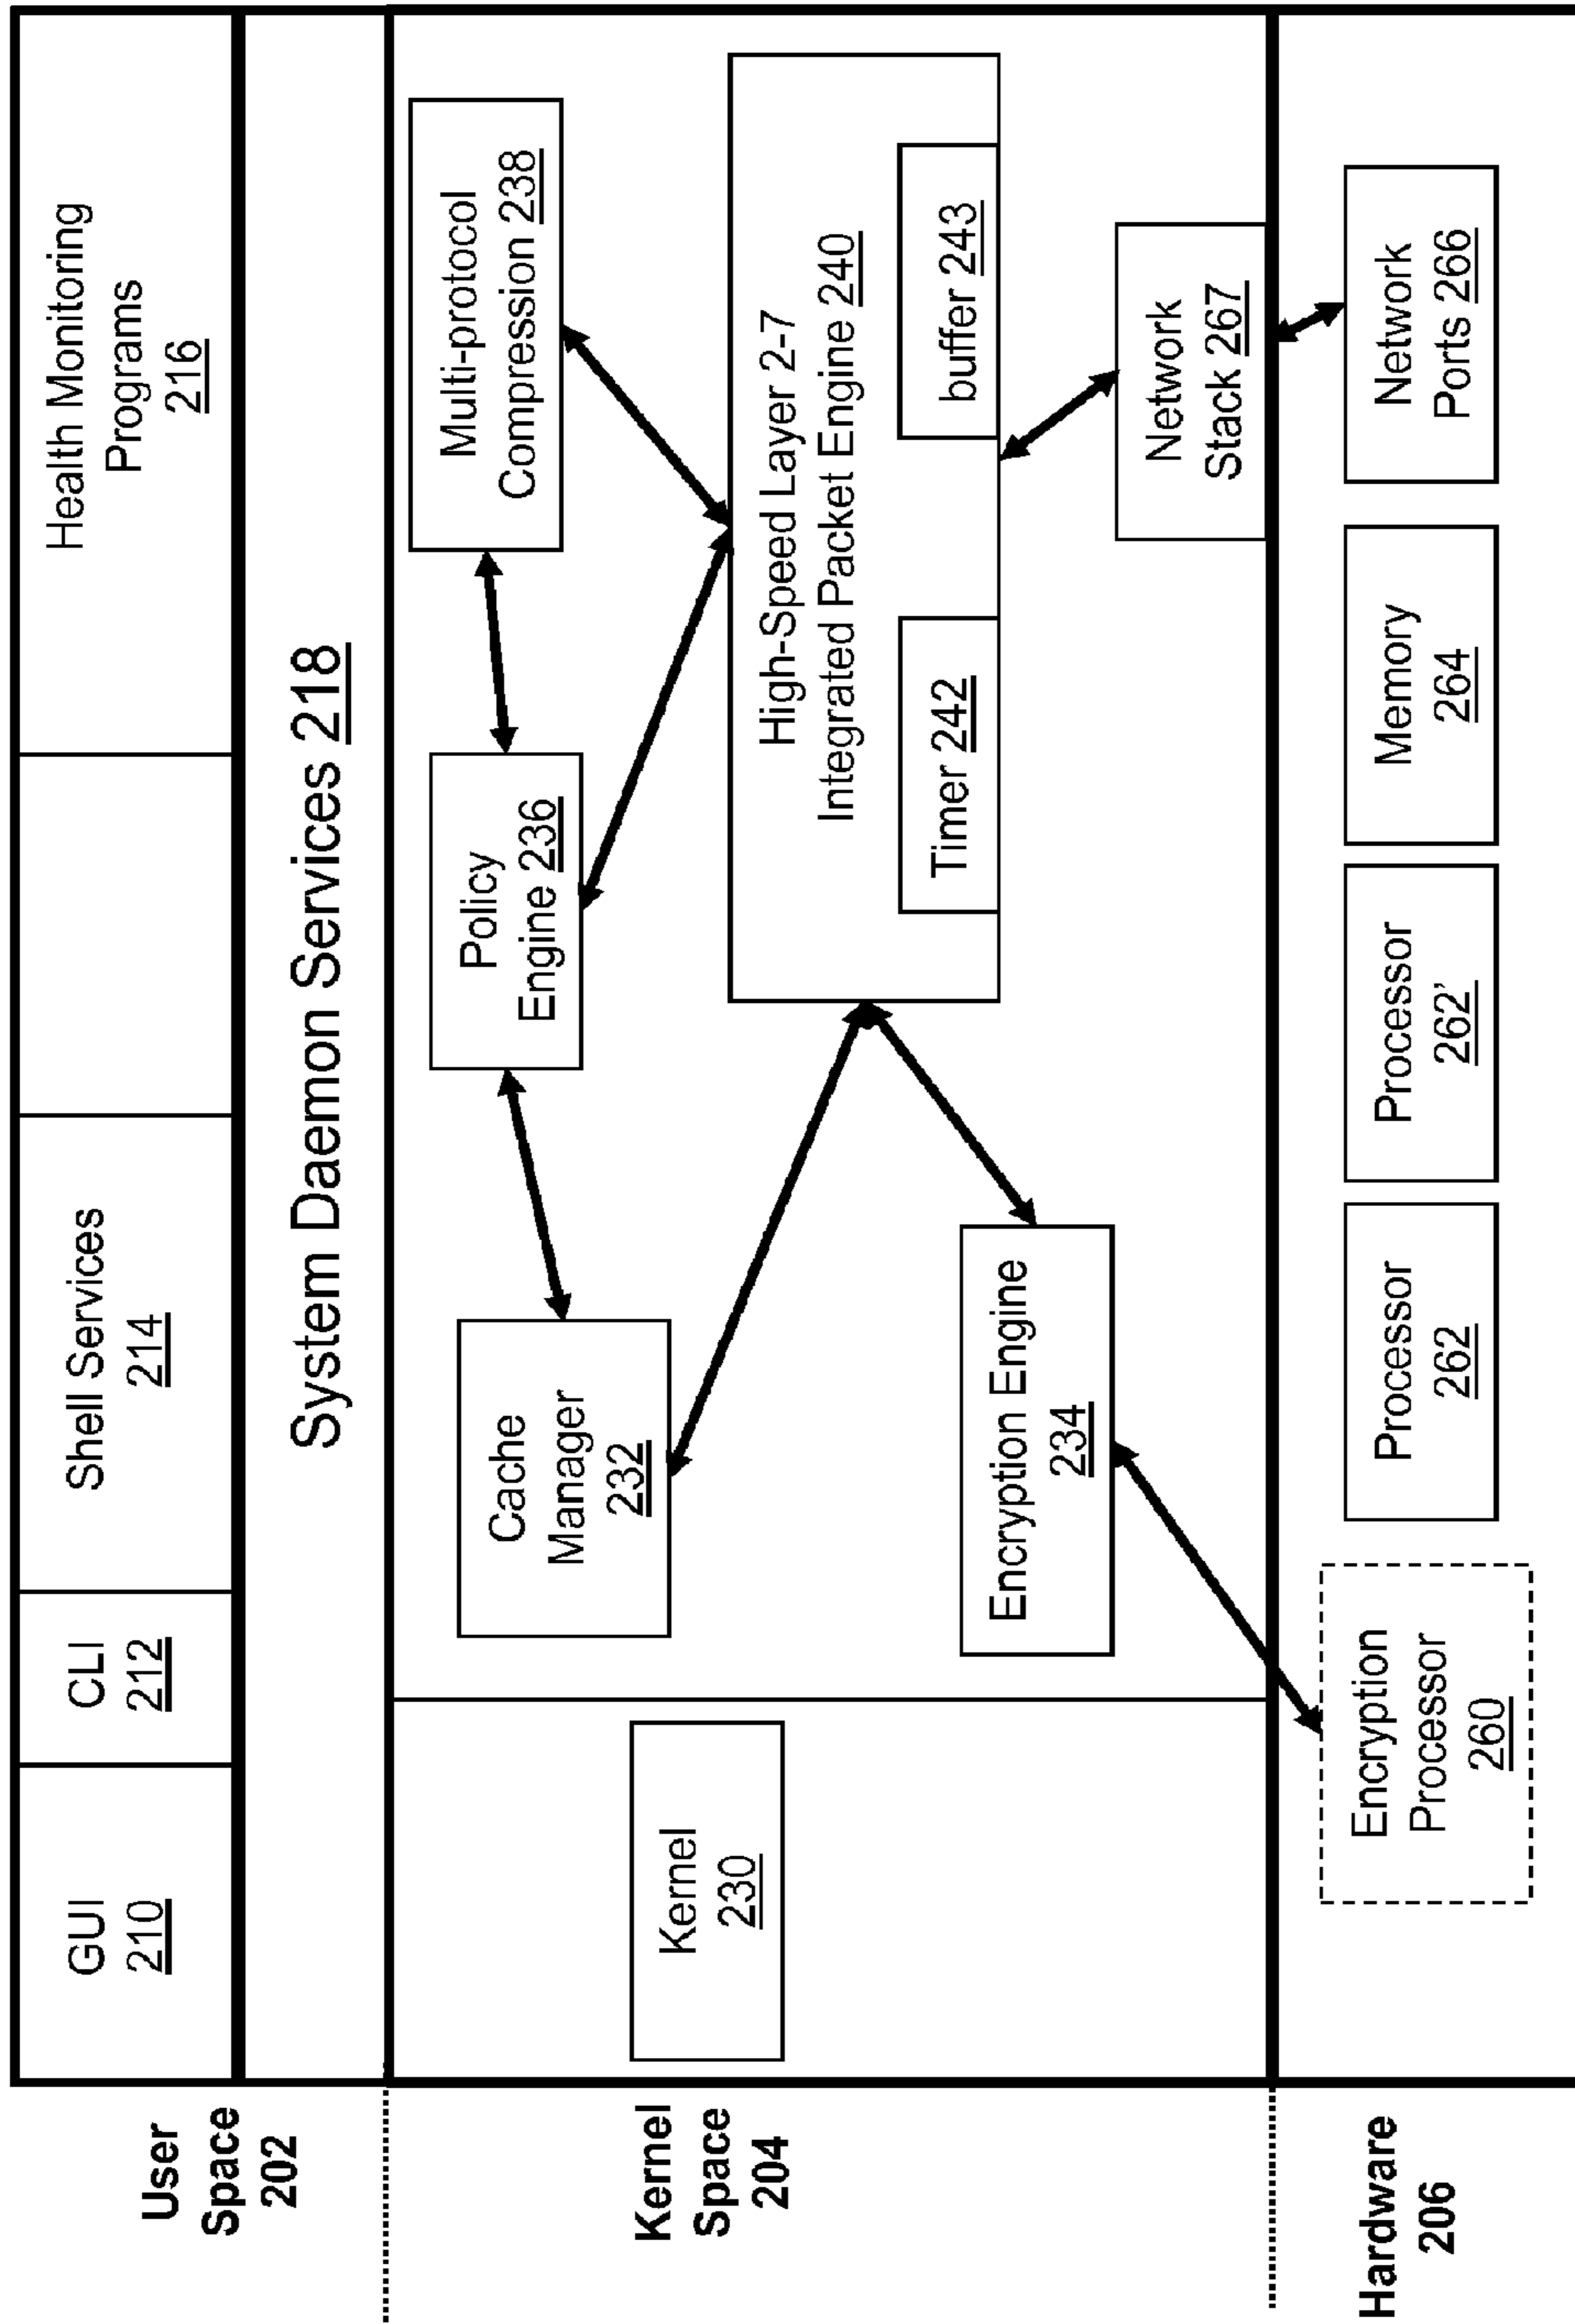 User
Space
202
GUI
210
CLI
212
Shell Services
214
Health Monitoring
Programs
216
System Daemon Services 218
Kernel
Space
204
Kernel
230
Cache
Manager
232
Policy
Engine 236
Multi-protocol
Compression 238
High-Speed Layer 2-7
Integrated Packet Engine 240
Timer 242
buffer 243
Encryption Engine
234
Network
Stack 267
Hardware
206
Encryption
Processor
260
Processor
262
Processor
262’
Memory
264
Network
Ports 266